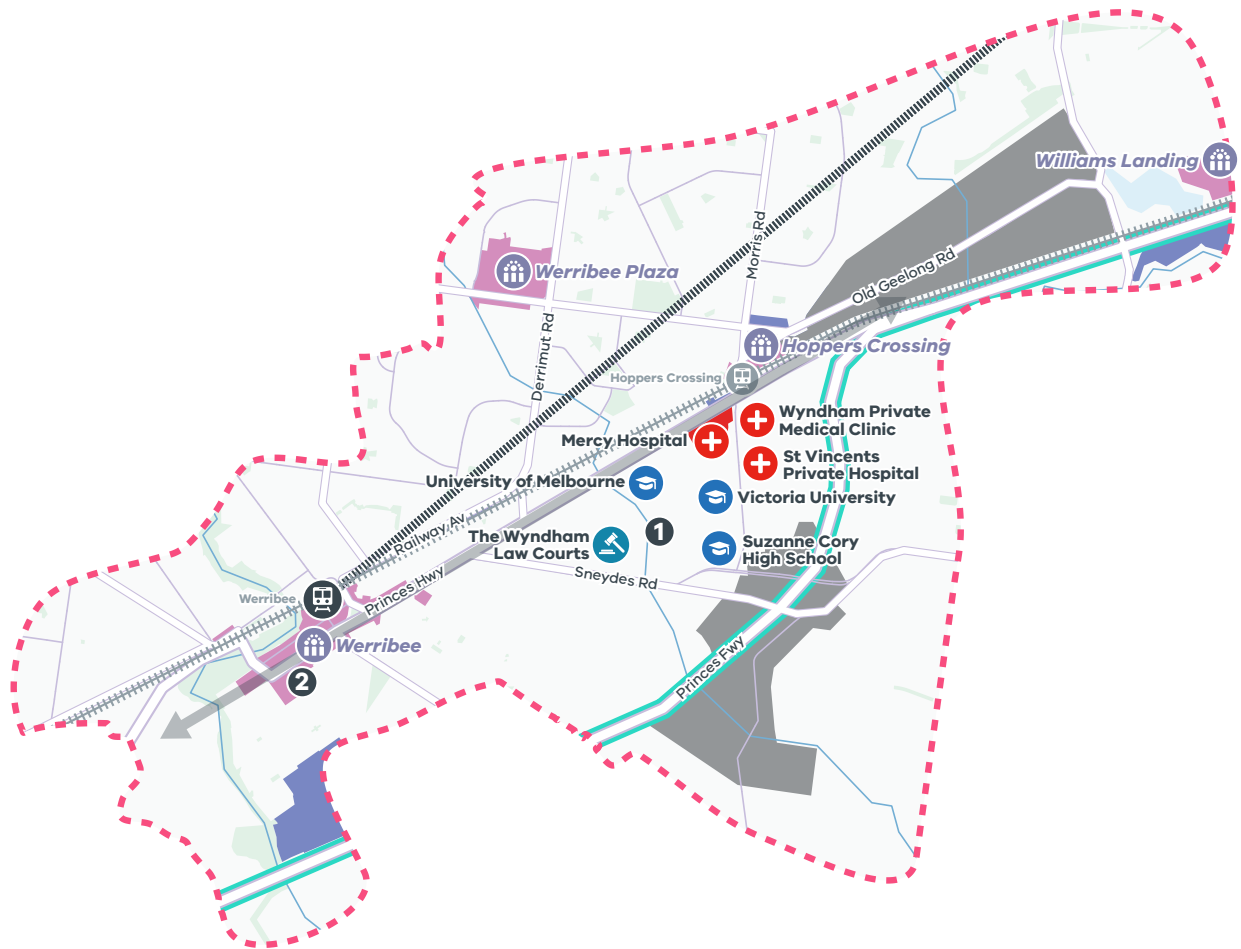 Williams Landing
Morris Rd
Werribee Plaza
Old Geelong Rd
Derrimut Rd
Hoppers Crossing
Hoppers Crossing
Wyndham Private
Medical Clinic
Mercy Hospital
St Vincents
Private Hospital
University of Melbourne
Victoria University
Railway Av
The Wyndham
Law Courts
1
Suzanne Cory
High School
Sneydes Rd
Princes Hwy
Werribee
Werribee
Princes Fwy
2